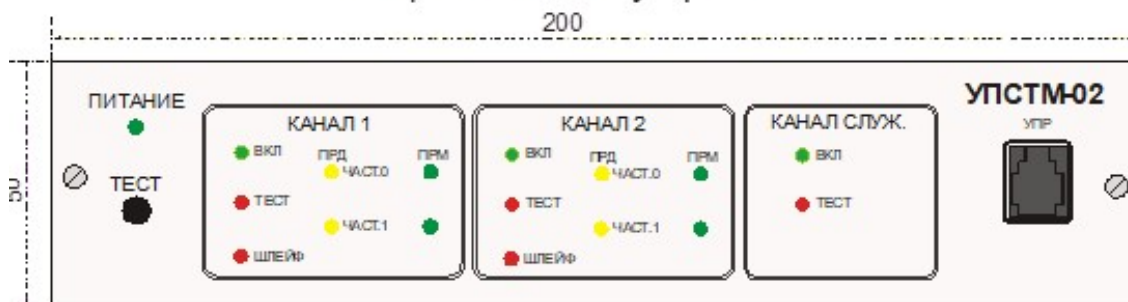 200
50
ПИТАНИЕ
ТЕСТ
КАНАЛ 1
ВКЛ
ПРД
ПРМ
ЧАСТ.0
ТЕСТ
ЧАСТ.1
ШЛЕЙФ
КАНАЛ 2
ВКЛ
ПРД
ПРМ
ЧАСТ.0
ТЕСТ
ЧАСТ.1
ШЛЕЙФ
КАНАЛ СЛУЖ.
ВКЛ
ТЕСТ
УПСТМ-02
УПР